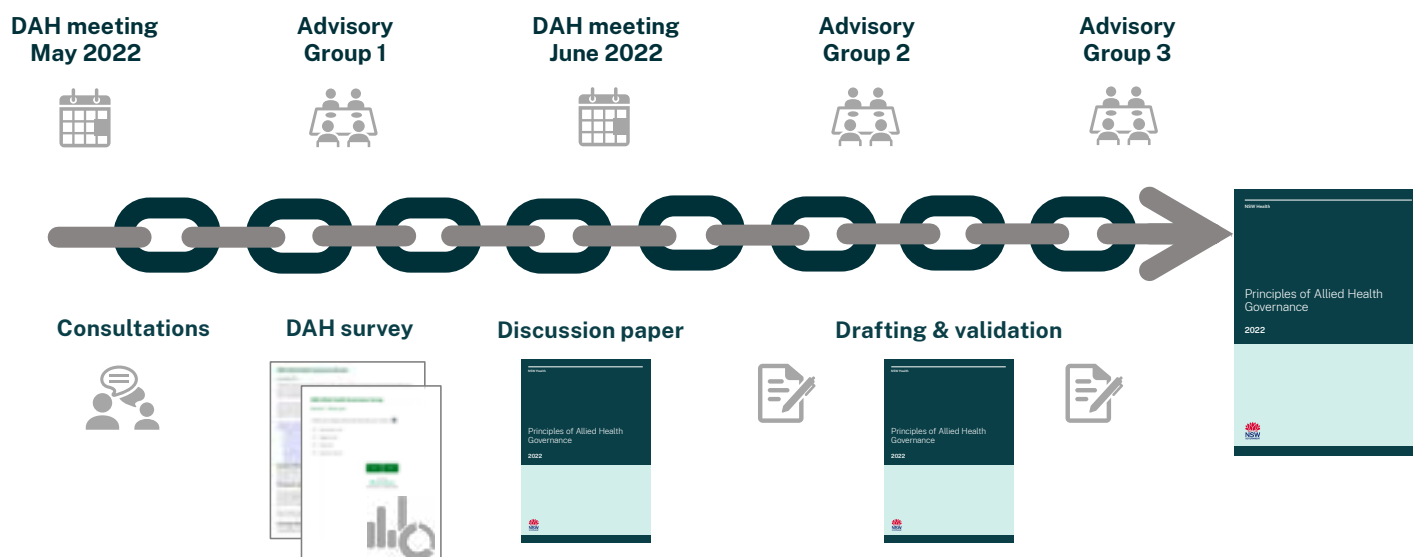 DAH meeting
May 2022
Advisory
Group 1
DAH meeting
June 2022
Advisory
Group 2
Advisory
Group 3
NSW Health
Principles of Allied Health
Governance
2022
NSW
Consultations
DAH survey
Discussion paper
Drafting & validation
NSW Health
Principles of Allied Health
Governance
2022
NSW
NSW Health
Principles of Allied Health
Governance
2022
NSW